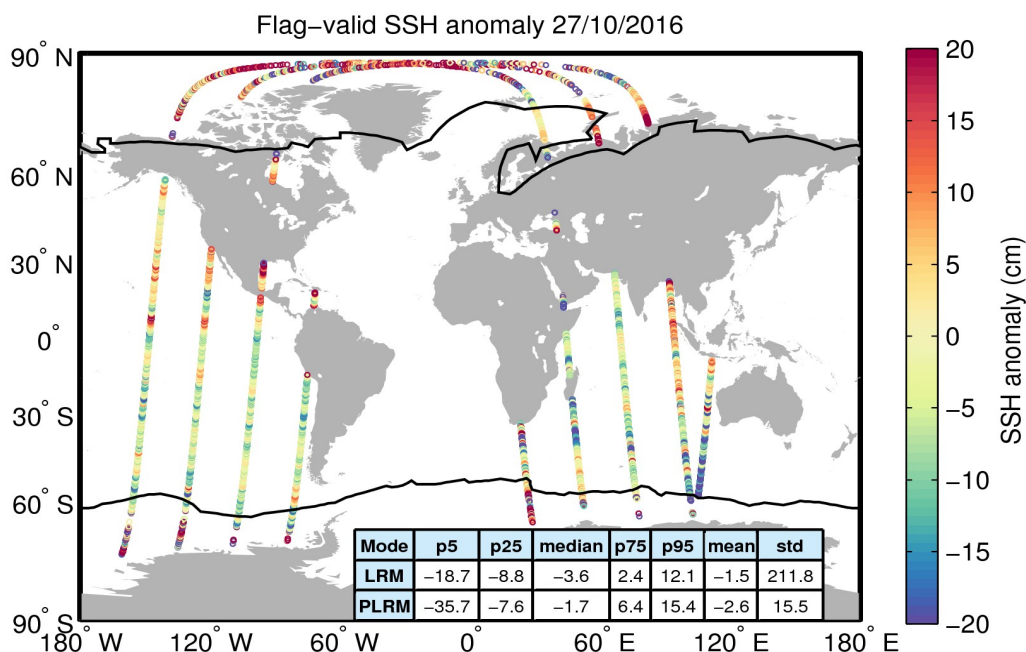 Flag−valid SSH anomaly 27/10/2016
90° N
60° N
30° N
0°
30° S
60° S
90° S
180° W
120° W
60° W
0°
60° E
120° E
180° E
Mode p5 p25 median p75 p95 mean std
LRM −18.7 −8.8 −3.6 2.4 12.1 −1.5 211.8
PLRM −35.7 −7.6 −1.7 6.4 15.4 −2.6 15.5
20
15
10
5
0
−5
−10
−15
−20
SSH anomaly (cm)